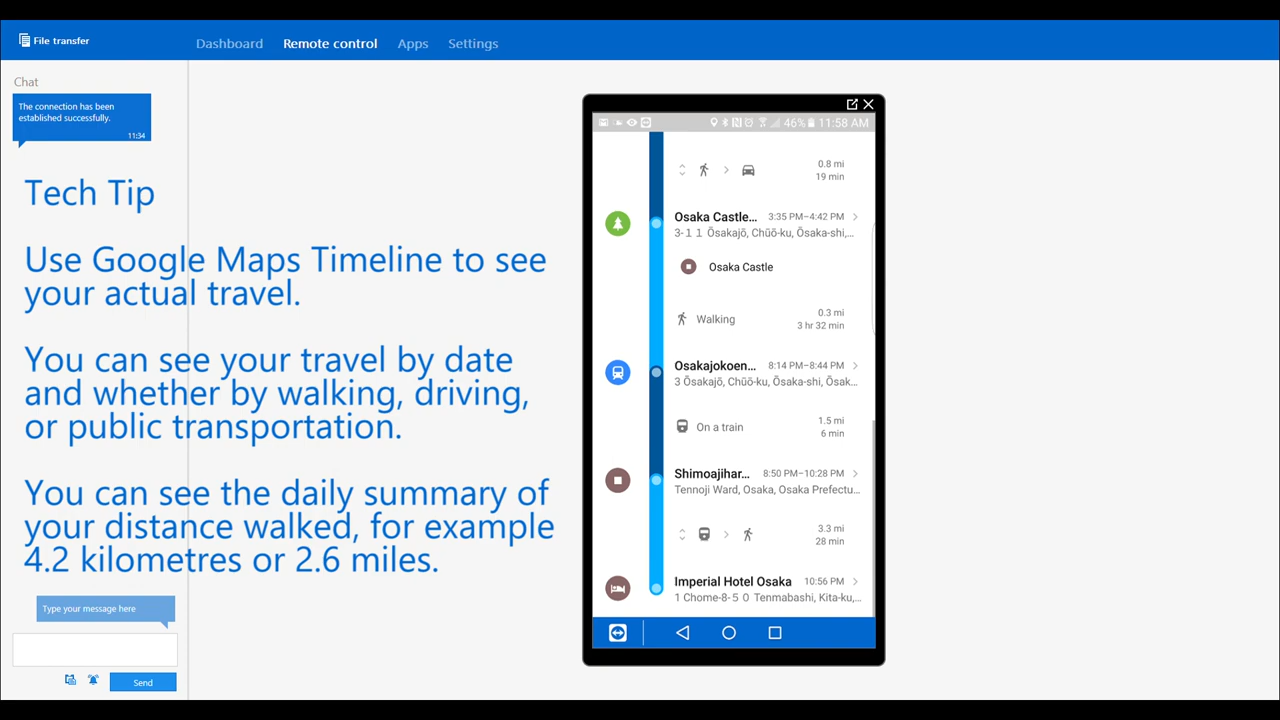 File transfer
Dashboard Remote control Apps Settings
Chat
The connection has been
established successfully.
11:34
Tech Tip
Use Google Maps Timeline to see
your actual travel.
You can see your travel by date
and whether by walking, driving,
or public transportation.
You can see the daily summary of
your distance walked, for example
4.2 kilometres or 2.6 miles.
Type your message here
Send
46% 11:58 AM
0.8 mi
19 min
Osaka Castle... 3:35 PM–4:42 PM
3-１１ Ōsakajō, Chūō-ku, Ōsaka-shi,...
Osaka Castle
Walking 0.3 mi
3 hr 32 min
Osakajokoen... 8:14 PM–8:44 PM
3 Ōsakajō, Chūō-ku, Ōsaka-shi, Ōsak...
On a train 1.5 mi
6 min
Shimoajihar... 8:50 PM–10:28 PM
Tennoji Ward, Osaka, Osaka Prefectu...
3.3 mi
28 min
Imperial Hotel Osaka 10:56 PM
1 Chome-8-５０ Tenmabashi, Kita-ku,...